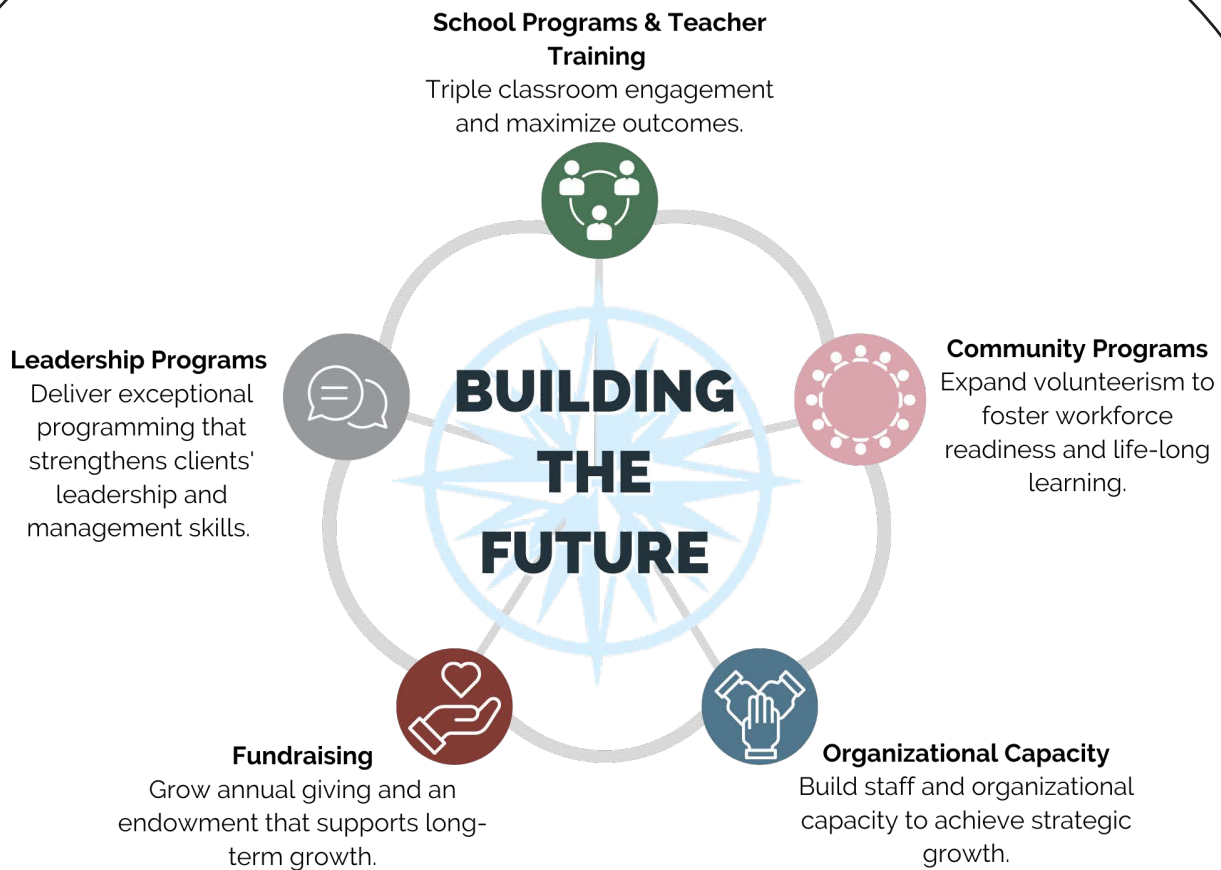 School Programs & Teacher
Training
Triple classroom engagement
and maximize outcomes.
Leadership Programs
Deliver exceptional
programming that
strengthens clients'
leadership and
management skills.
BUILDING
THE
FUTURE
Community Programs
Expand volunteerism to
foster workforce
readiness and life-long
learning.
Fundraising
Grow annual giving and an
endowment that supports long-
term growth.
Organizational Capacity
Build staff and organizational
capacity to achieve strategic
growth.